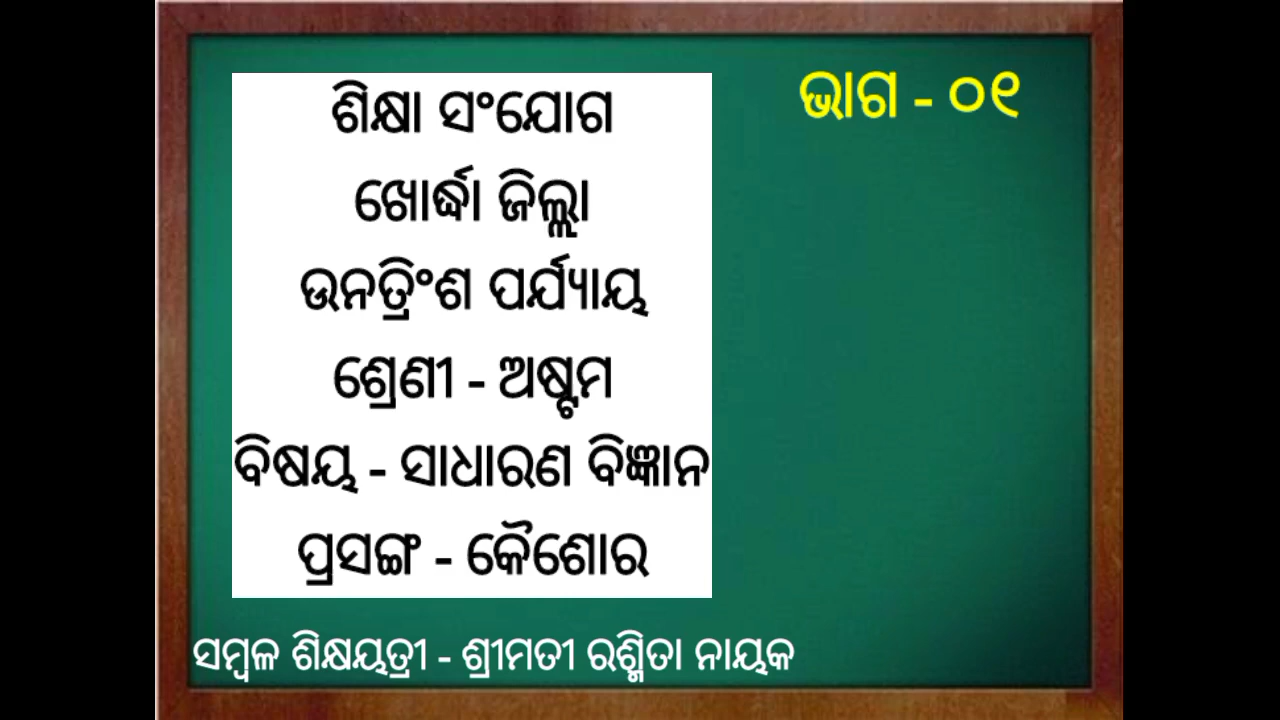 ଶିକ୍ଷା ସଂଯୋଗ
ଖୋର୍ଦ୍ଧା ଜିଲ୍ଲା
ଊନତ୍ରିଂଶ ପର୍ଯ୍ୟାୟ
ଶ୍ରେଣୀ - ଅଷ୍ଟମ
ବିଷୟ - ସାଧାରଣ ବିଜ୍ଞାନ
ପ୍ରସଙ୍ଗ - କୈଶୋର
ଭାଗ - ୦୧
ସମ୍ବଳ ଶିକ୍ଷୟତ୍ରୀ - ଶ୍ରୀମତୀ ରଶ୍ମିତା ନାୟକ